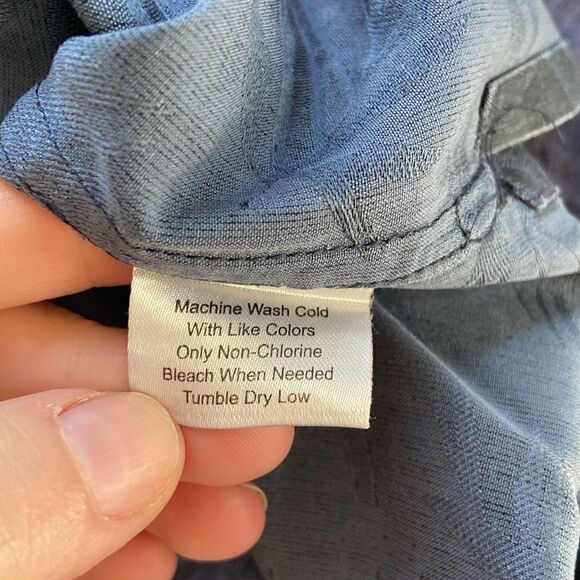 Machine Wash Cold
With Like Colors
Only Non-Chlorine
Bleach When Needed
Tumble Dry Low